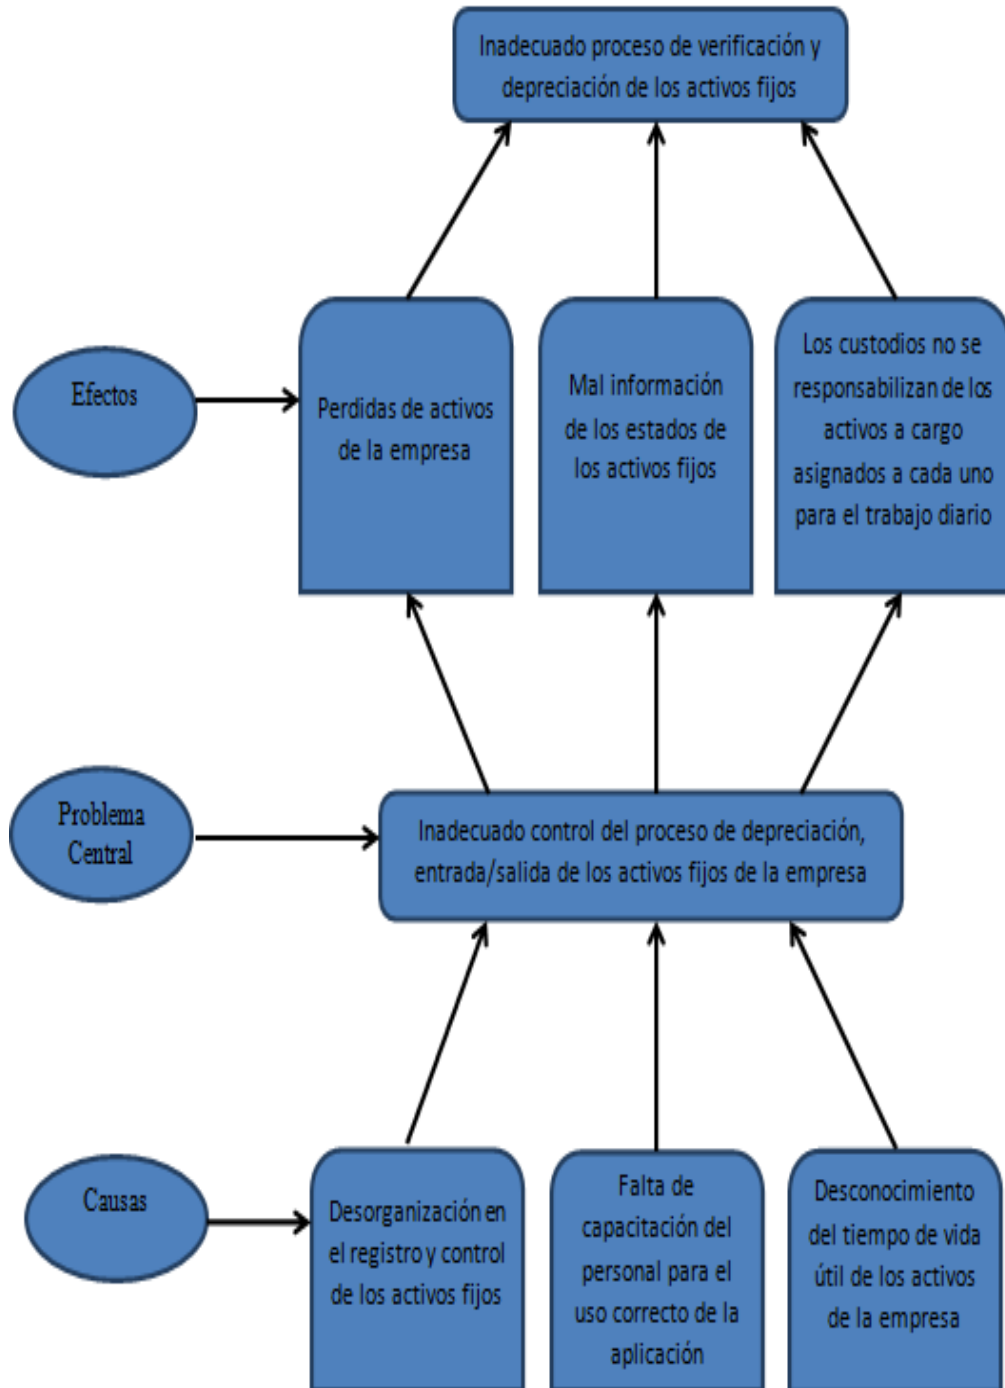 Inadecuado proceso de verificación y
depreciación de los activos fijos
Efectos
Perdidas de activos
de la empresa
Mal información
de los estados de
los activos fijos
Los custodios no se
responsabilizan de los
activos a cargo
asignados a cada uno
para el trabajo diario
Problema
Central
Inadecuado control del proceso de depreciación,
entrada/salida de los activos fijos de la empresa
Causas
Desorganización en
el registro y control
de los activos fijos
Falta de
capacitación del
personal para el
uso correcto de la
aplicación
Desconocimiento
del tiempo de vida
útil de los activos
de la empresa